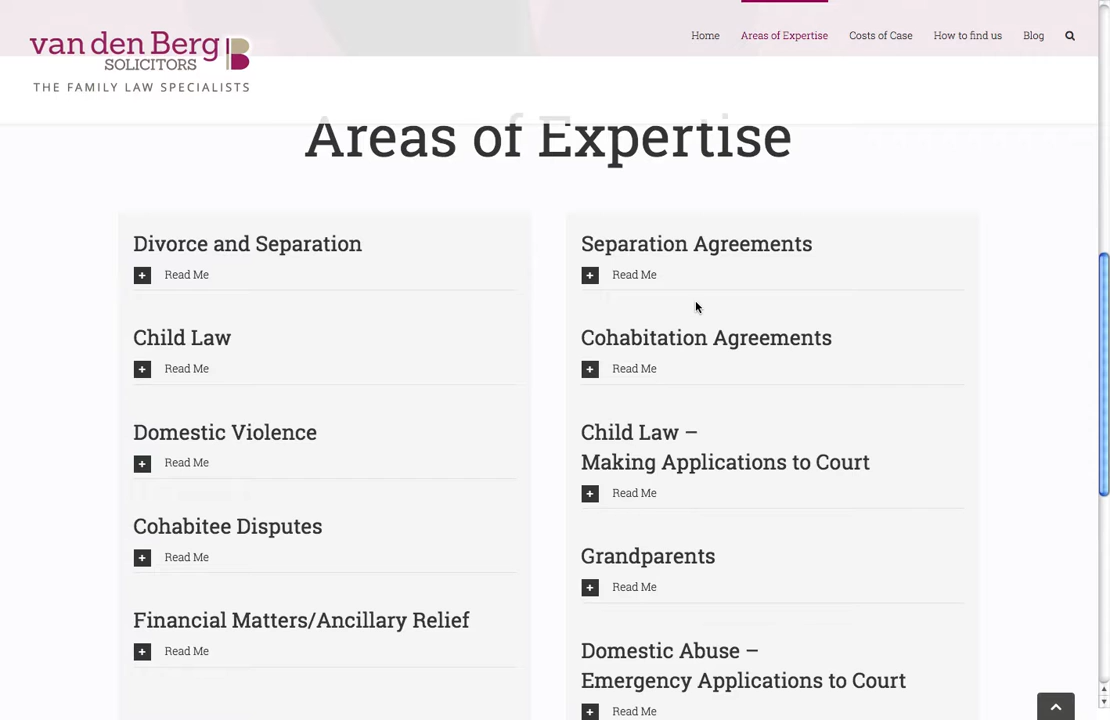 van den Berg
SOLICITORS
THE FAMILY LAW SPECIALISTS
Home
Areas of Expertise
Costs of Case
How to find us
Blog
Areas of Expertise
Divorce and Separation
+ Read Me
Child Law
+ Read Me
Domestic Violence
+ Read Me
Cohabitee Disputes
+ Read Me
Financial Matters/Ancillary Relief
+ Read Me
Separation Agreements
+ Read Me
Cohabitation Agreements
+ Read Me
Child Law –
Making Applications to Court
+ Read Me
Grandparents
+ Read Me
Domestic Abuse –
Emergency Applications to Court
+ Read Me